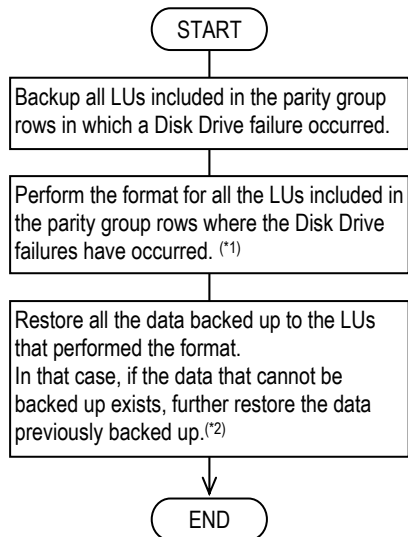 START
Backup all LUs included in the parity group
rows in which a Disk Drive failure occurred.
Perform the format for all the LUs included in
the parity group rows where the Disk Drive
failures have occurred. (*1)
Restore all the data backed up to the LUs
that performed the format.
In that case, if the data that cannot be
backed up exists, further restore the data
previously backed up.(*2)
END